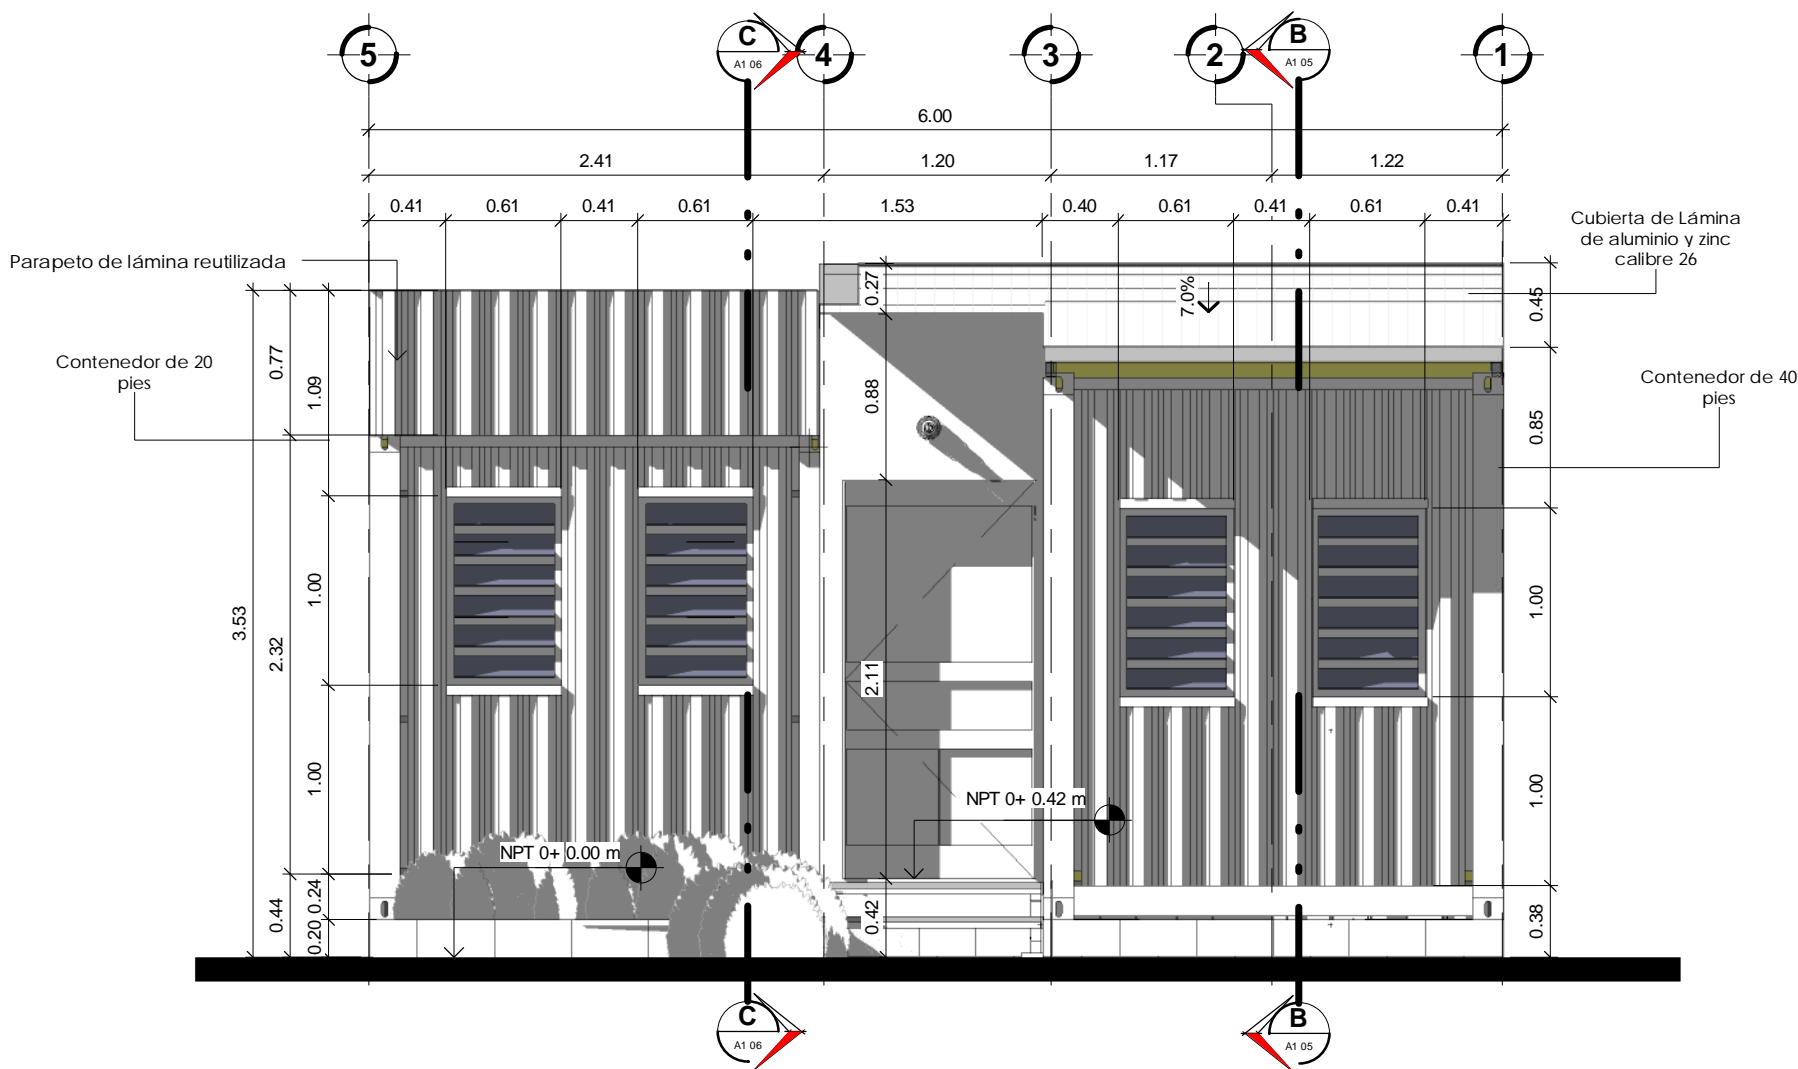 5
C
A1 06
4
3
2
B
A1 05
1
6.00
2.41
1.20
1.17
1.22
0.41
0.61
0.41
0.61
1.53
0.40
0.61
0.41
0.61
0.41
Parapeto de lámina reutilizada
Cubierta de Lámina
de aluminio y zinc
calibre 26
Contenedor de 20
pies
Contenedor de 40
pies
3.53
0.77
2.32
0.44
1.09
1.00
1.00
0.24
0.20
0.27
0.88
2.11
0.42
7.0%
0.45
0.85
1.00
1.00
0.38
NPT 0+ 0.00 m
NPT 0+ 0.42 m
C
A1 06
B
A1 05